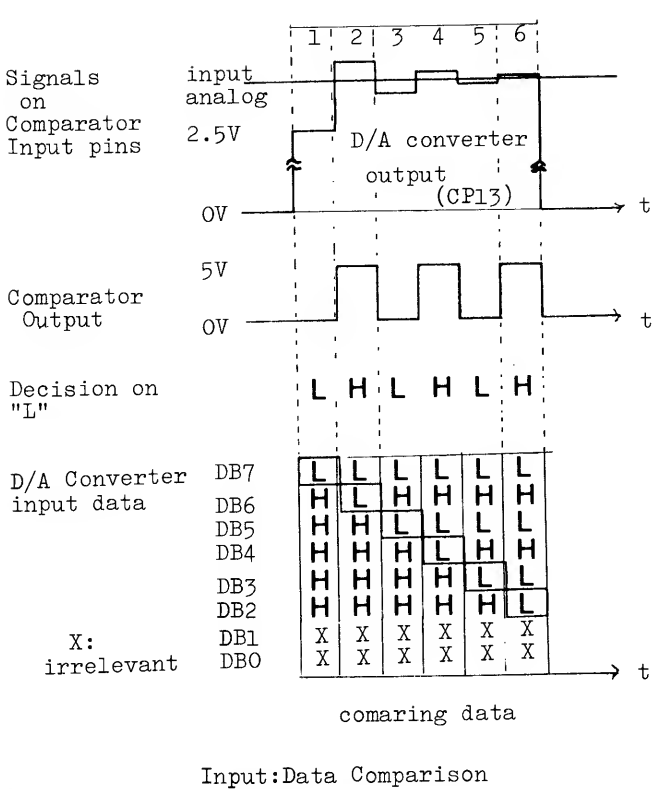 1 2 3 4 5 6
Signals
on
Comparator
Input pins
input
analog
2.5V
D/A converter
output
(CP13)
0V
t
5V
Comparator
Output
0V
t
Decision on
"L"
L H L H L H
D/A Converter
input data
DB7 L L L L L L
DB6 H L H H H H
DB5 H H L L L L
DB4 H H H L H H
DB3 H H H H L L
DB2 H H H H H L
X:
irrelevant
DB1 X X X X X X
DB0 X X X X X X
t
comaring data
Input:Data Comparison